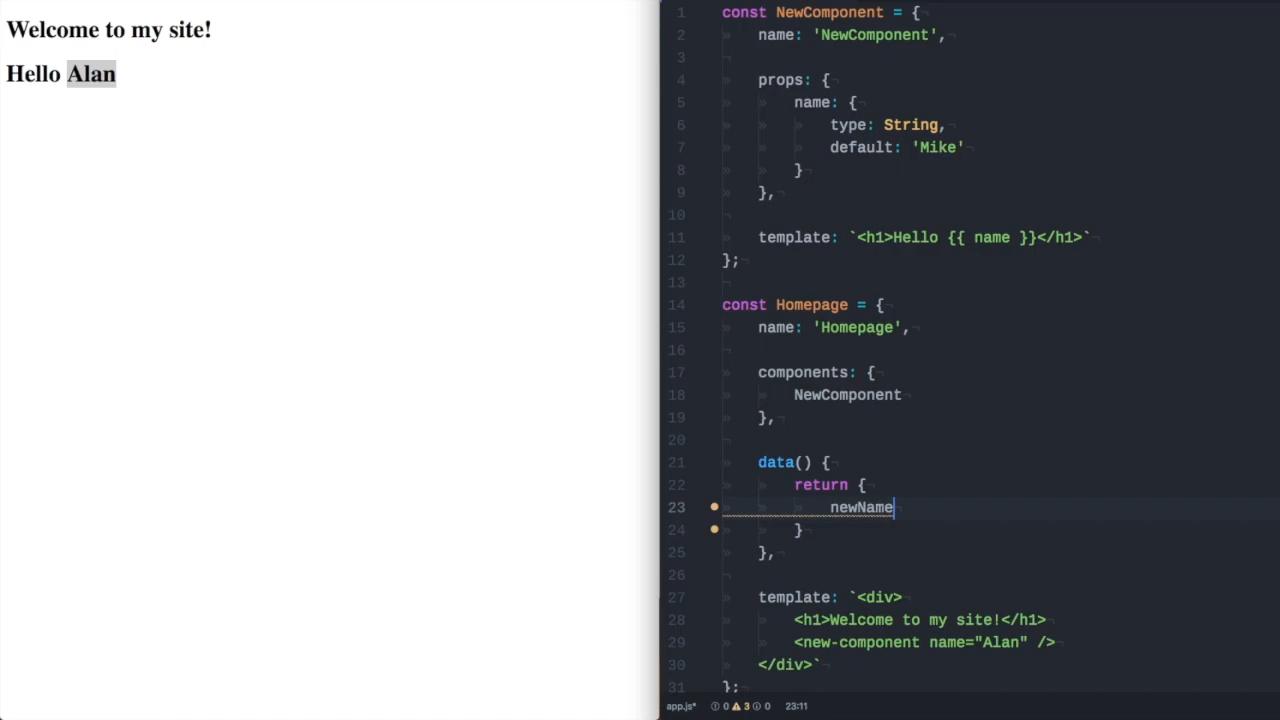 Welcome to my site!
Hello Alan
1 const NewComponent = {
2 name: 'NewComponent',
3
4 props: {
5 name: {
6 type: String,
7 default: 'Mike'
8 }
9 },
10
11 template: `<h1>Hello {{ name }}</h1>`
12 };
13
14 const Homepage = {
15 name: 'Homepage',
16
17 components: {
18 NewComponent
19 },
20
21 data() {
22 return {
23 newName
24 }
25 },
26
27 template: `<div>
28 <h1>Welcome to my site!</h1>
29 <new-component name="Alan" />
30 </div>`
31 };
app.js* 0 3 0 23:11